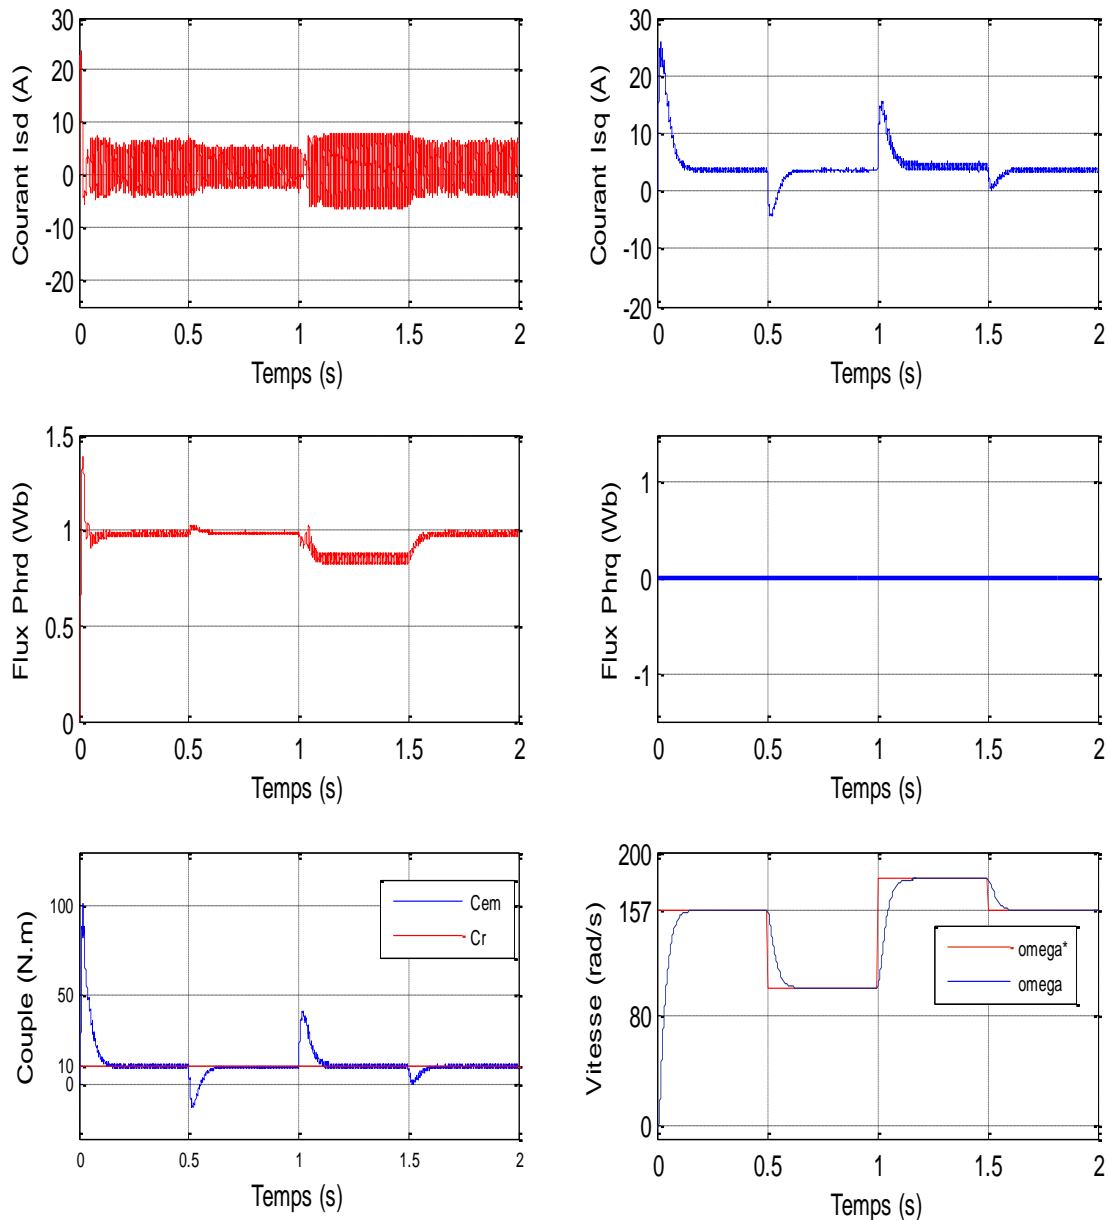 Courant Isd (A)
30
20
10
0
-10
-20
0 0.5 1 1.5 2
Temps (s)
Courant Isq (A)
30
20
10
0
-10
-20
0 0.5 1 1.5 2
Temps (s)
Flux Phrd (Wb)
1.5
1
0.5
0
0 0.5 1 1.5 2
Temps (s)
Flux Phrq (Wb)
1
0
-1
0 0.5 1 1.5 2
Temps (s)
Couple (N.m)
100
50
10
0
Cem
Cr
0 0.5 1 1.5 2
Temps (s)
Vitesse (rad/s)
200
157
80
0
omega*
omega
0 0.5 1 1.5 2
Temps (s)